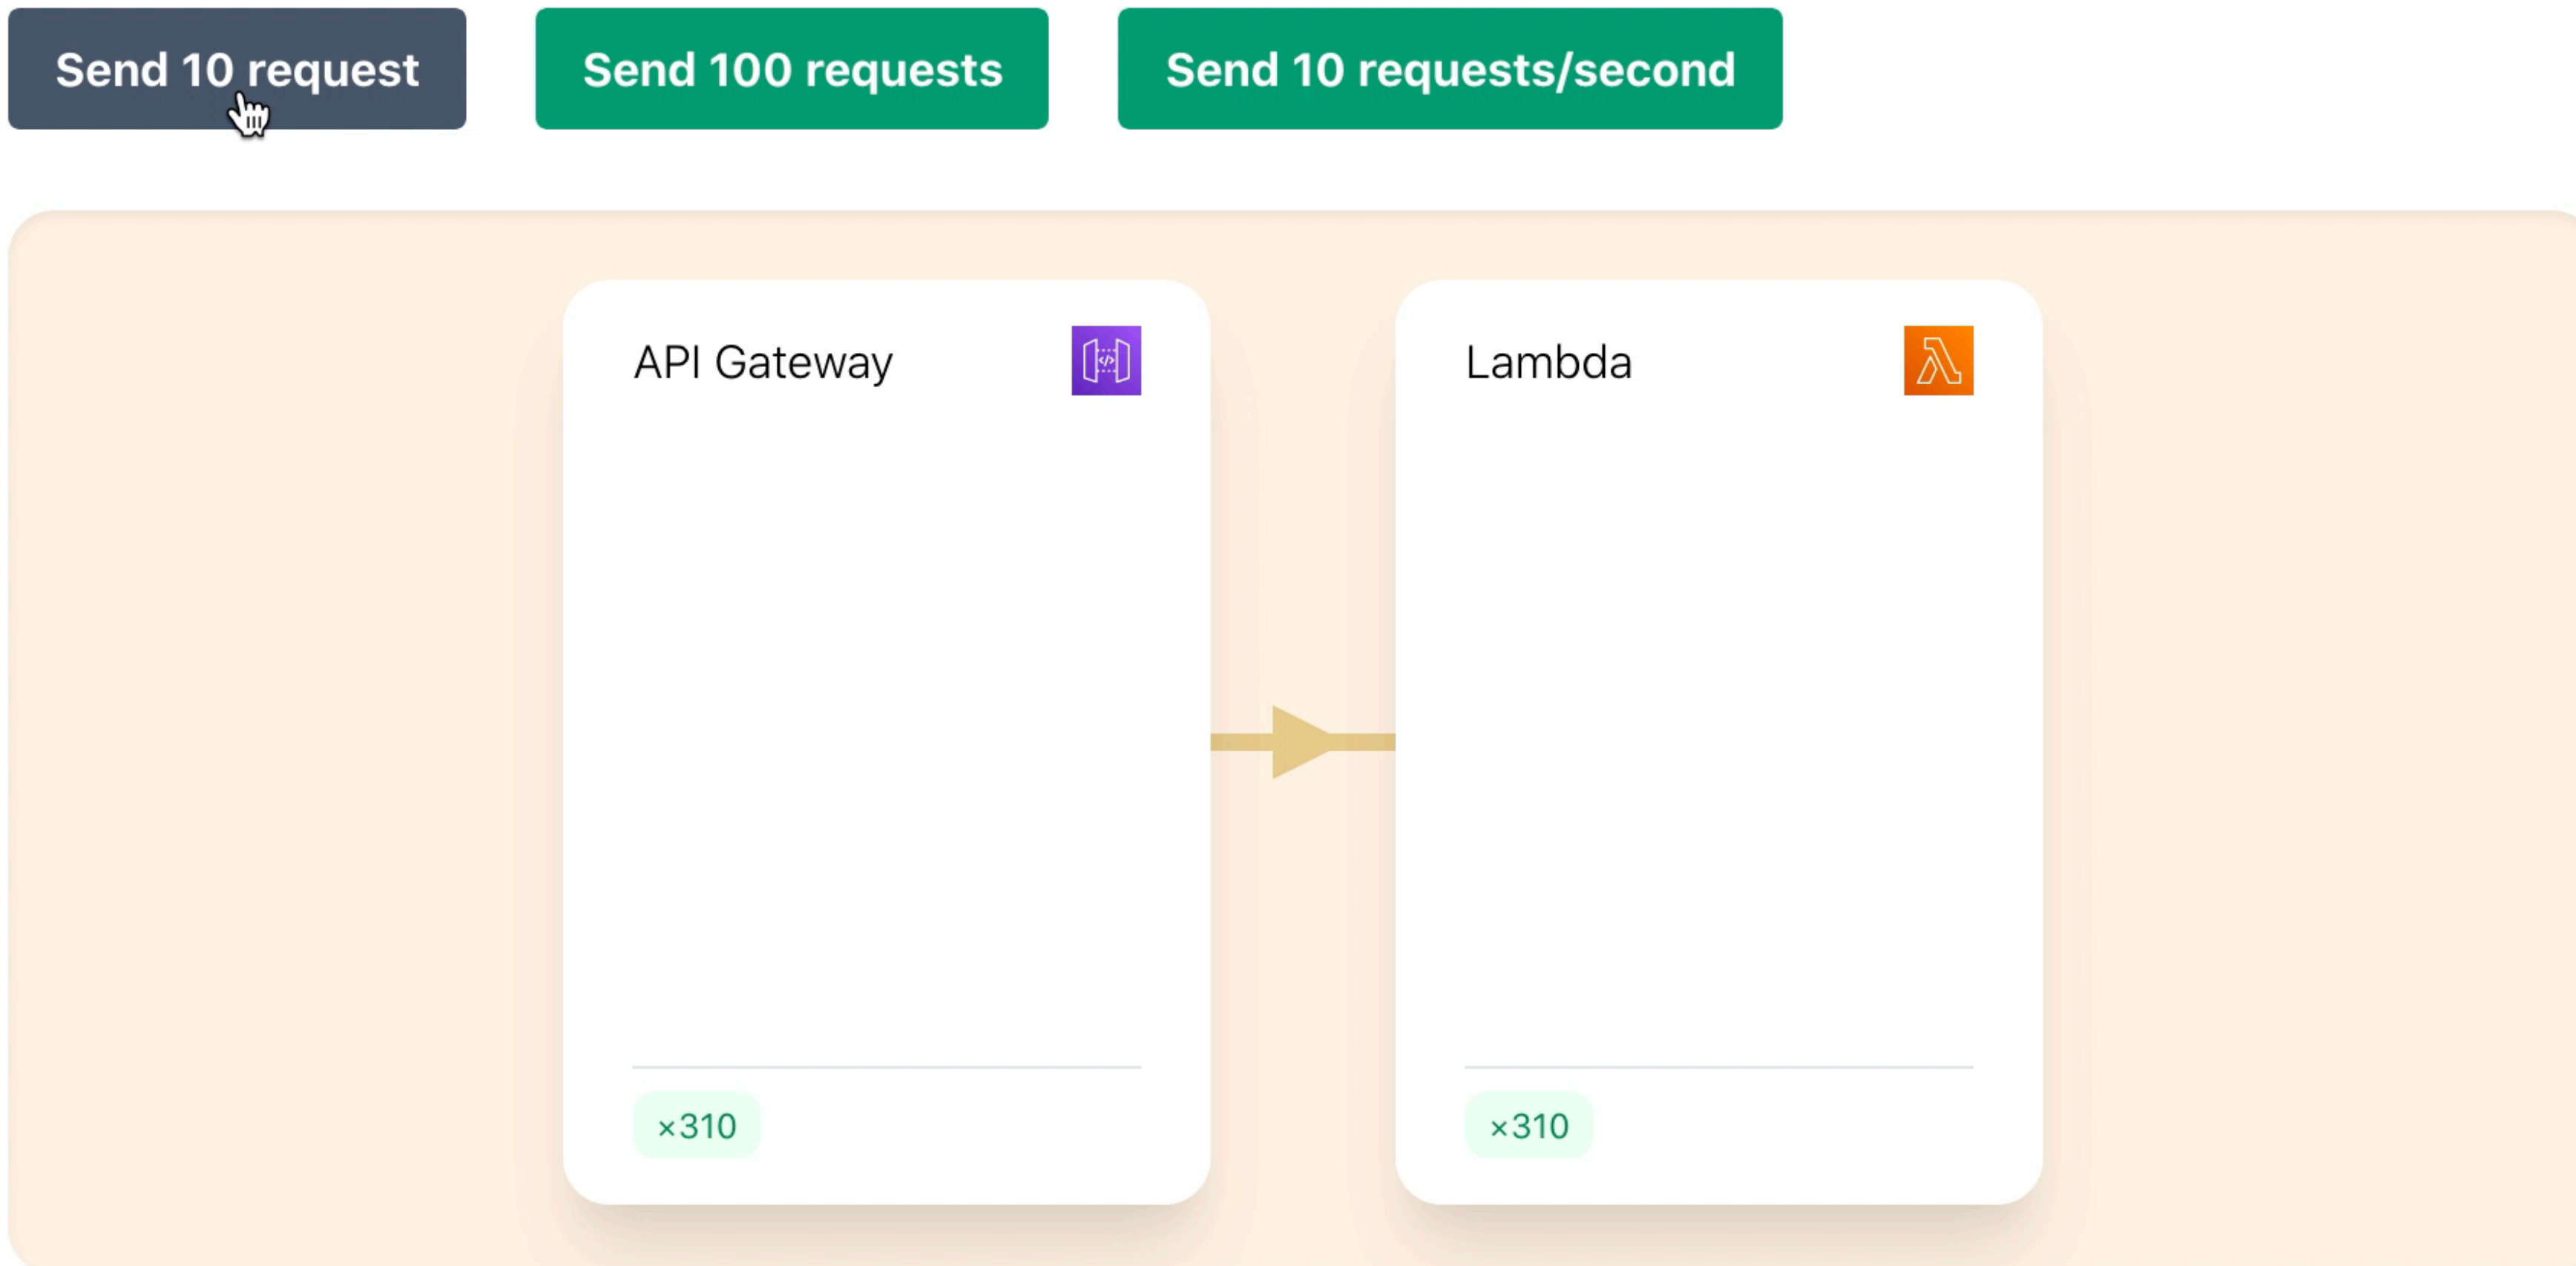 Send 10 request
Send 100 requests
Send 10 requests/second
API Gateway
Lambda
×310
×310